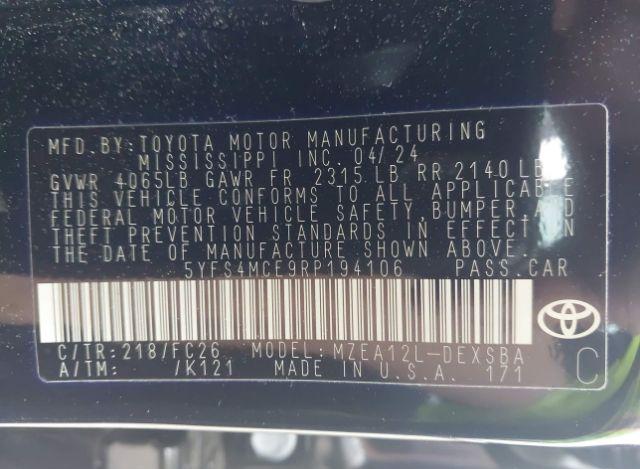 MFD.BY:TOYOTA MOTOR MANUFACTURING
MISSISSIPPI INC. 04/24
GVWR 4065LB GAWR FR 2315 LB RR 2140LB
THIS VEHICLE CONFORMS TO ALL APPLICABLE
FEDERAL MOTOR VEHICLE SAFETY,BUMPER,AND
THEFT PREVENTION STANDARDS IN EFFECT ON
THE DATE OF MANUFACTURE SHOWN ABOVE.
5YFS4MCE9RP194106 PASS.CAR
C/TR:218/FC26 MODEL:MZEA12L-DEXSBA
A/TM: /K121 MADE IN U.S.A. 171
C